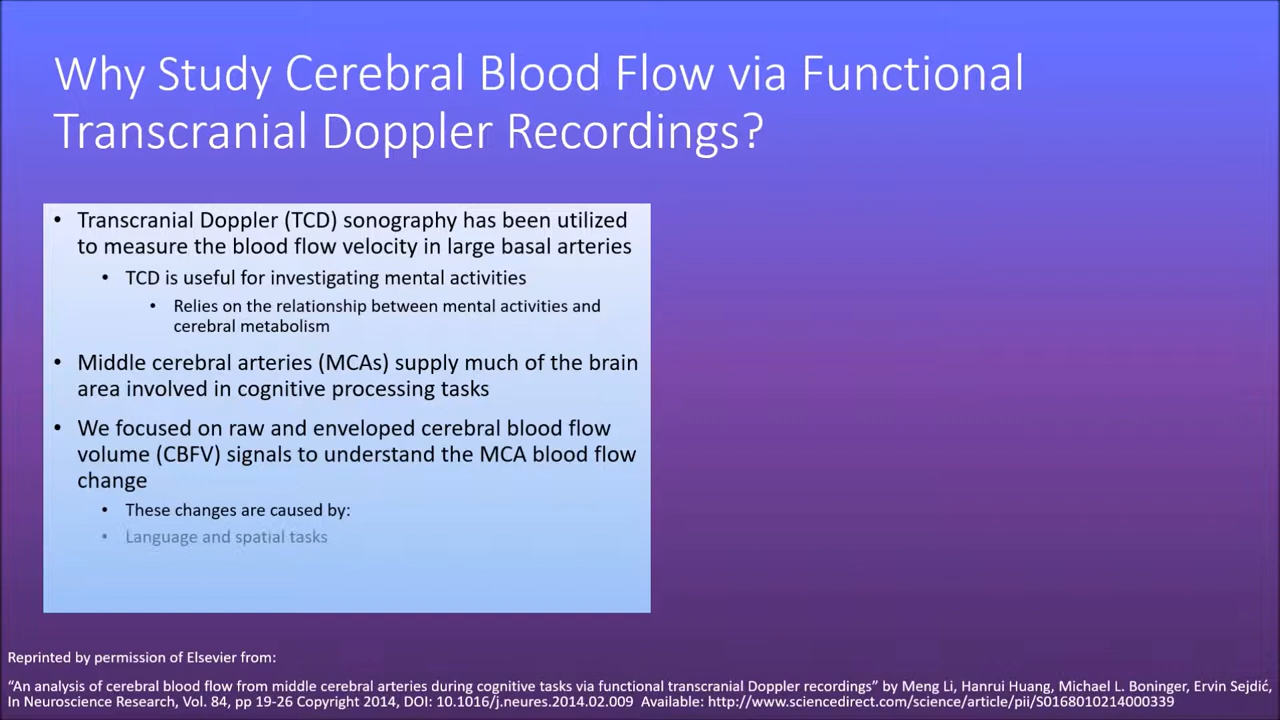 Why Study Cerebral Blood Flow via Functional
Transcranial Doppler Recordings?
• Transcranial Doppler (TCD) sonography has been utilized
to measure the blood flow velocity in large basal arteries
• TCD is useful for investigating mental activities
• Relies on the relationship between mental activities and
cerebral metabolism
• Middle cerebral arteries (MCAs) supply much of the brain
area involved in cognitive processing tasks
• We focused on raw and enveloped cerebral blood flow
volume (CBFV) signals to understand the MCA blood flow
change
• These changes are caused by:
• Language and spatial tasks
Reprinted by permission of Elsevier from:
“An analysis of cerebral blood flow from middle cerebral arteries during cognitive tasks via functional transcranial Doppler recordings” by Meng Li, Hanrui Huang, Michael L. Boninger, Ervin Sejdić,
In Neuroscience Research, Vol. 84, pp 19-26 Copyright 2014, DOI: 10.1016/j.neures.2014.02.009 Available: http://www.sciencedirect.com/science/article/pii/S0168010214000339